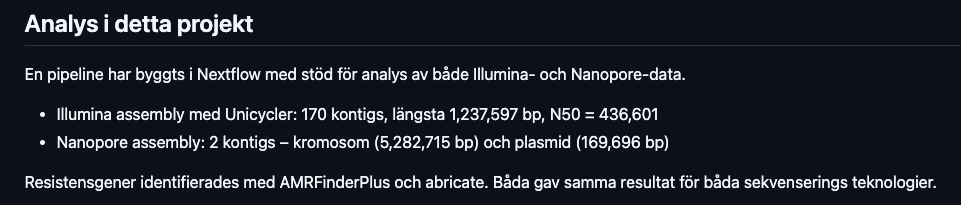 Analys i detta projekt
En pipeline har byggts i Nextflow med stöd för analys av både Illumina- och Nanopore-data.
• Illumina assembly med Unicycler: 170 kontigs, längsta 1,237,597 bp, N50 = 436,601
• Nanopore assembly: 2 kontigs – kromosom (5,282,715 bp) och plasmid (169,696 bp)
Resistensgener identifierades med AMRFinderPlus och abricate. Båda gav samma resultat för båda sekvenserings teknologier.